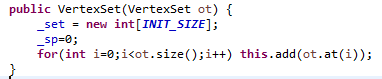 public VertexSet(VertexSet ot) {
    _set = new int[INIT_SIZE];
    _sp=0;
    for(int i=0;i<ot.size();i++) this.add(ot.at(i));
}